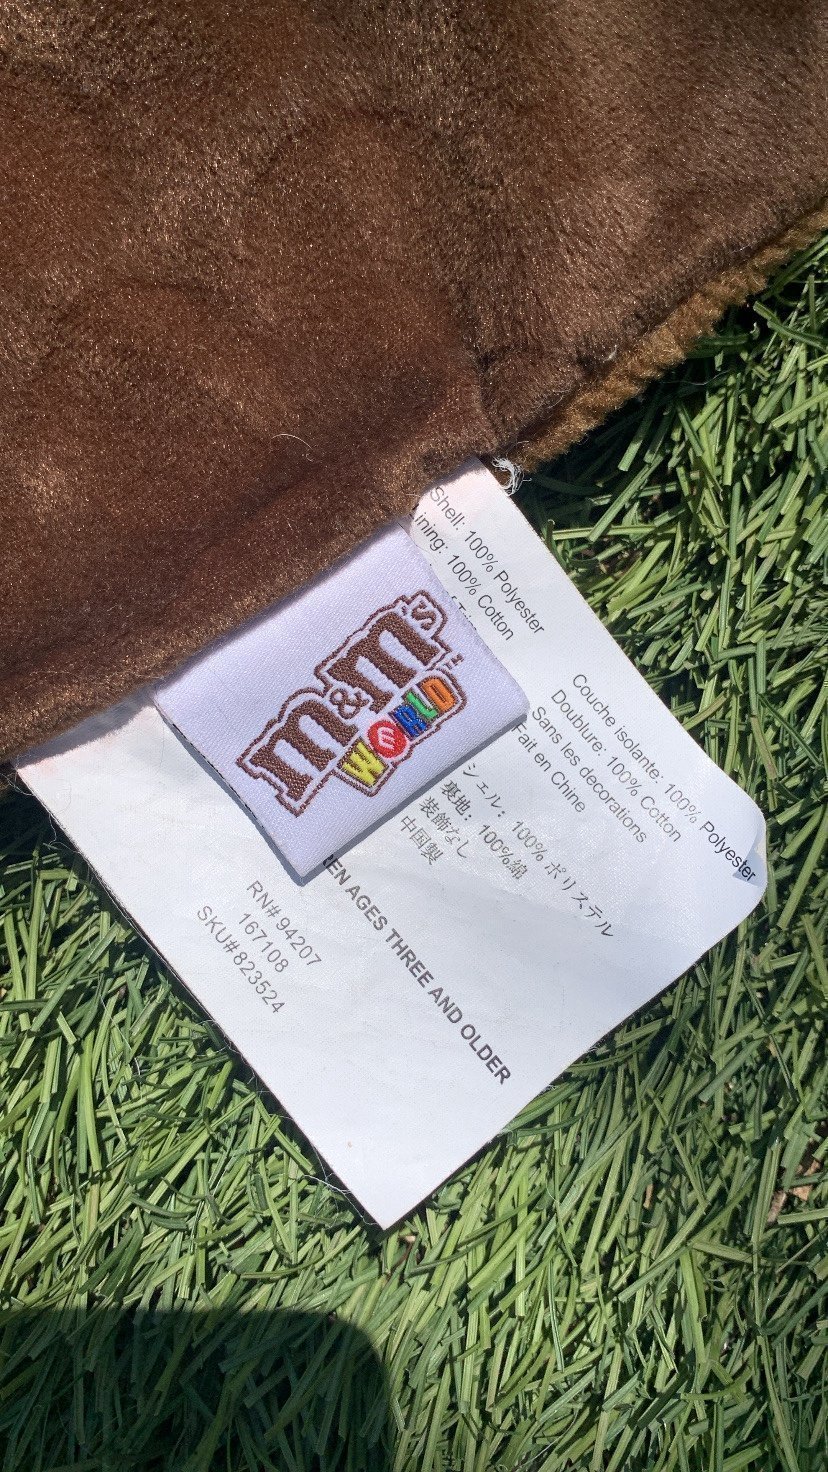 m&m's
WORLD
Shell: 100% Polyester
ining: 100% Cotton
Couche isolante: 100% Polyester
Doublure: 100% Cotton
Sans les decorations
Fait en Chine
シェル： 100% ポリステル
裏地： 100%綿
装飾なし
中国製
EN AGES THREE AND OLDER
RN# 94207
167108
SKU#823524